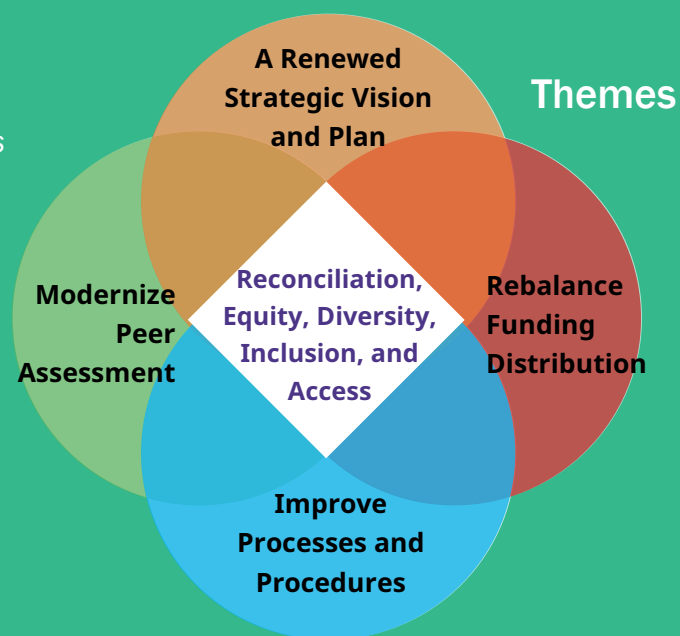 A Renewed
Strategic Vision
and Plan
Themes
Modernize
Peer
Assessment
Reconciliation,
Equity, Diversity,
Inclusion, and
Access
Rebalance
Funding
Distribution
Improve
Processes and
Procedures